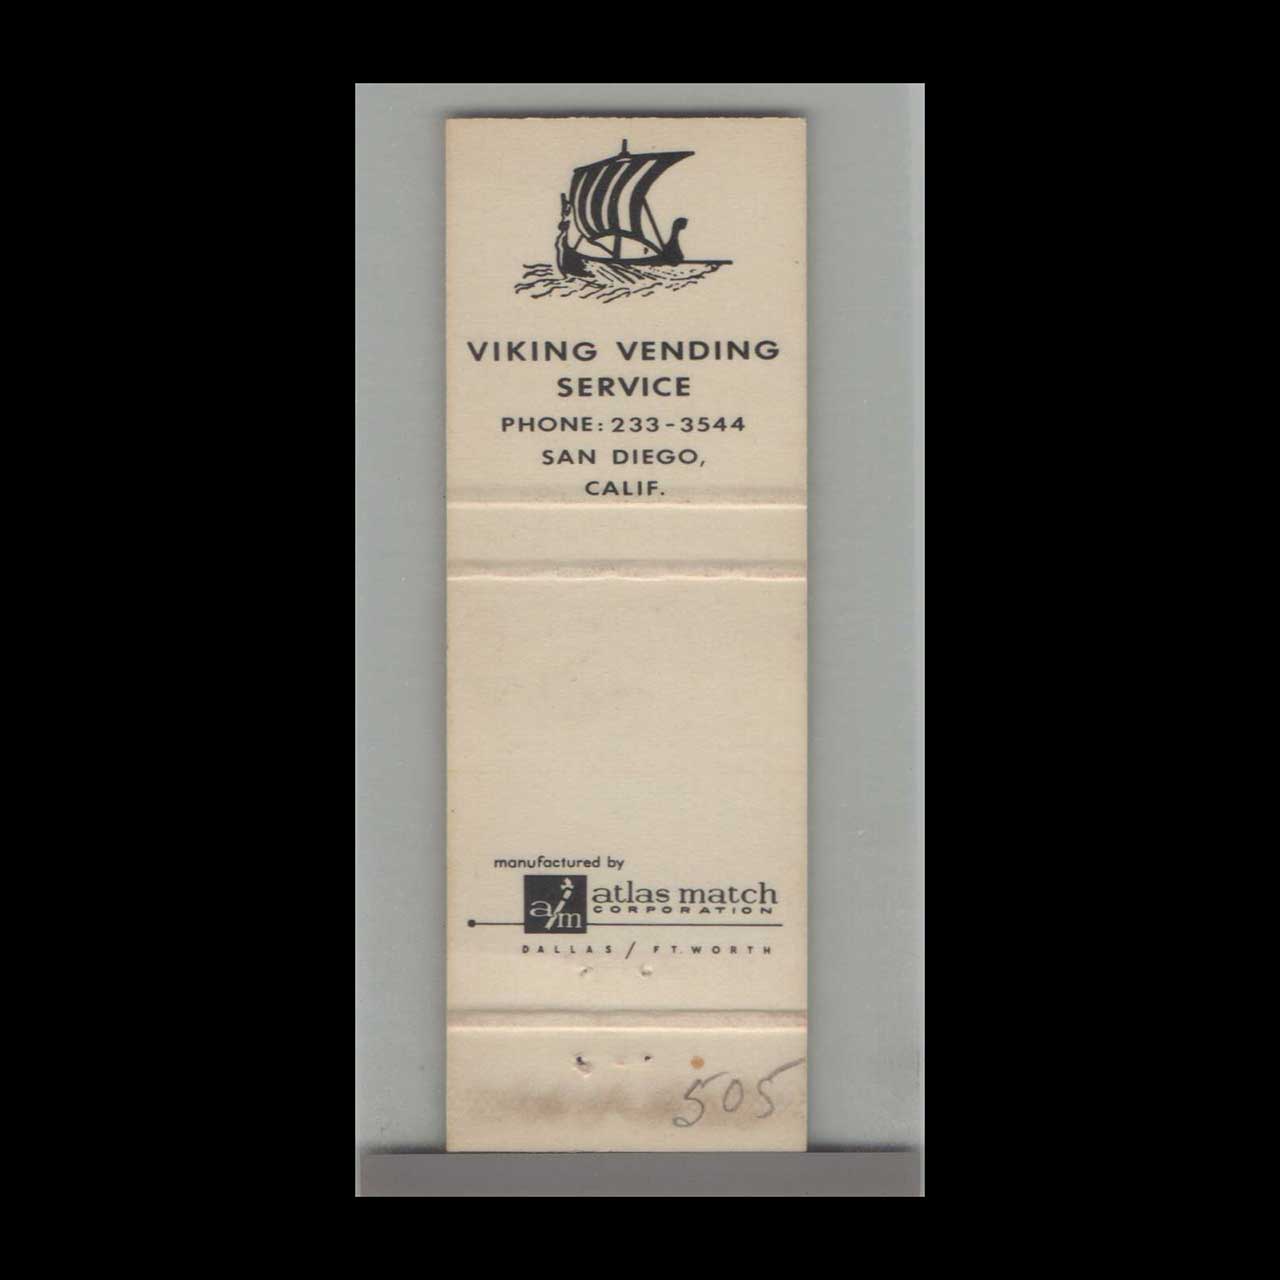 VIKING VENDING
SERVICE
PHONE: 233-3544
SAN DIEGO,
CALIF.
manufactured by
a/m
atlas match
CORPORATION
DALLAS / FT. WORTH
505